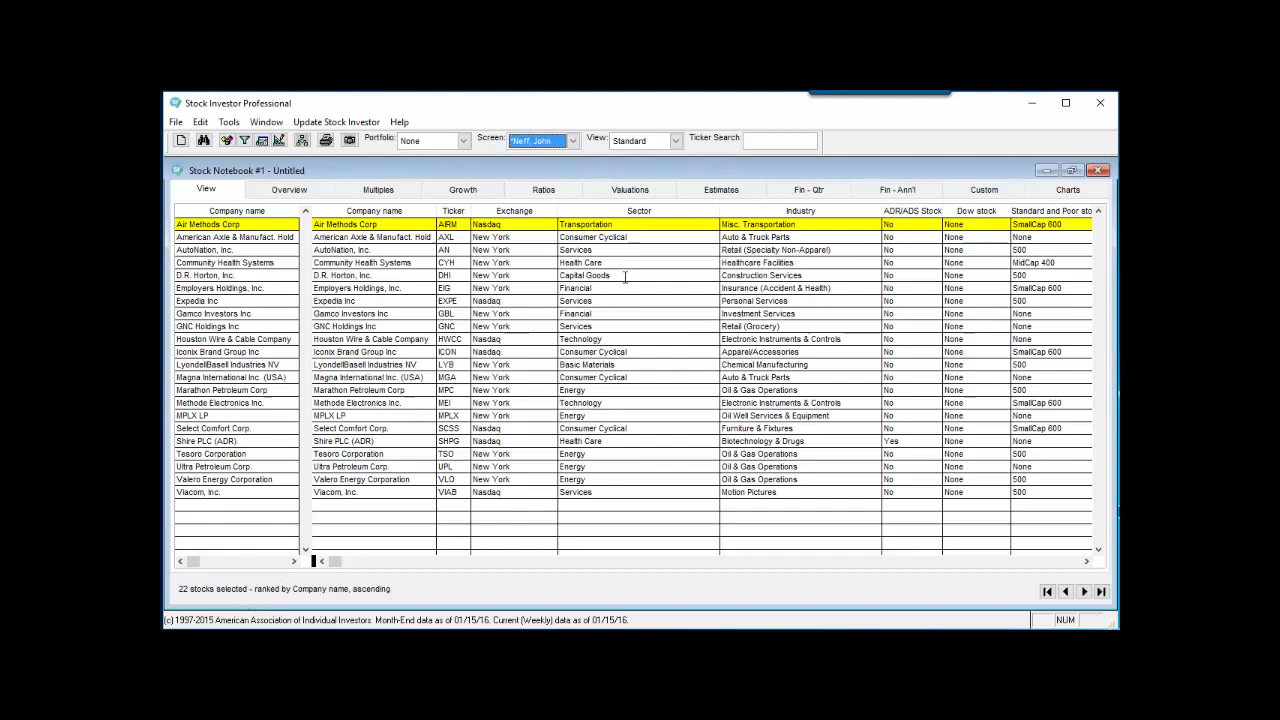 Stock Investor Professional
File Edit Tools Window Update Stock Investor Help
Portfolio: None Screen: *Neff, John View: Standard Ticker Search:
Stock Notebook #1 - Untitled
View Overview Multiples Growth Ratios Valuations Estimates Fin - Qtr Fin - Ann'l Custom Charts
Company name Company name Ticker Exchange Sector Industry ADR/ADS Stock Dow stock Standard and Poor sto
Air Methods Corp Air Methods Corp AIRM Nasdaq Transportation Misc. Transportation No None SmallCap 600
American Axle & Manufact. Hold American Axle & Manufact. Hold AXL New York Consumer Cyclical Auto & Truck Parts No None None
AutoNation, Inc. AutoNation, Inc. AN New York Services Retail (Specialty Non-Apparel) No None 500
Community Health Systems Community Health Systems CYH New York Health Care Healthcare Facilities No None MidCap 400
D.R. Horton, Inc. D.R. Horton, Inc. DHI New York Capital Goods Construction Services No None 500
Employers Holdings, Inc. Employers Holdings, Inc. EIG New York Financial Insurance (Accident & Health) No None SmallCap 600
Expedia Inc Expedia Inc EXPE Nasdaq Services Personal Services No None 500
Gamco Investors Inc Gamco Investors Inc GBL New York Financial Investment Services No None None
GNC Holdings Inc GNC Holdings Inc GNC New York Services Retail (Grocery) No None None
Houston Wire & Cable Company Houston Wire & Cable Company HWCC Nasdaq Technology Electronic Instruments & Controls No None None
Iconix Brand Group Inc Iconix Brand Group Inc ICON Nasdaq Consumer Cyclical Apparel/Accessories No None SmallCap 600
LyondellBasell Industries NV LyondellBasell Industries NV LYB New York Basic Materials Chemical Manufacturing No None 500
Magna International Inc. (USA) Magna International Inc. (USA) MGA New York Consumer Cyclical Auto & Truck Parts No None None
Marathon Petroleum Corp Marathon Petroleum Corp MPC New York Energy Oil & Gas Operations No None 500
Methode Electronics Inc. Methode Electronics Inc. MEI New York Technology Electronic Instruments & Controls No None SmallCap 600
MPLX LP MPLX LP MPLX New York Energy Oil Well Services & Equipment No None None
Select Comfort Corp. Select Comfort Corp. SCSS Nasdaq Consumer Cyclical Furniture & Fixtures No None SmallCap 600
Shire PLC (ADR) Shire PLC (ADR) SHPG Nasdaq Health Care Biotechnology & Drugs Yes None None
Tesoro Corporation Tesoro Corporation TSO New York Energy Oil & Gas Operations No None 500
Ultra Petroleum Corp. Ultra Petroleum Corp. UPL New York Energy Oil & Gas Operations No None None
Valero Energy Corporation Valero Energy Corporation VLO New York Energy Oil & Gas Operations No None 500
Viacom, Inc. Viacom, Inc. VIAB Nasdaq Services Motion Pictures No None 500
22 stocks selected - ranked by Company name, ascending
(c) 1997-2015 American Association of Individual Investors. Month-End data as of 01/15/16. Current (Weekly) data as of 01/15/16. NUM